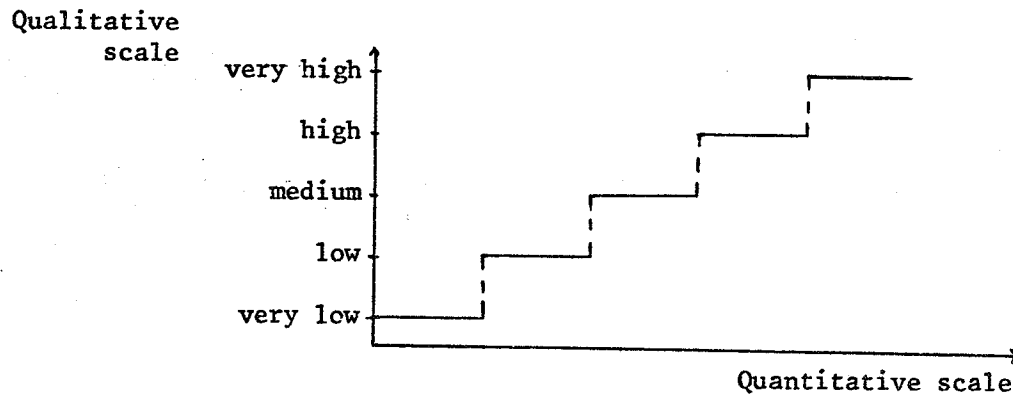 Qualitative
scale
very high
high
medium
low
very low
Quantitative scale